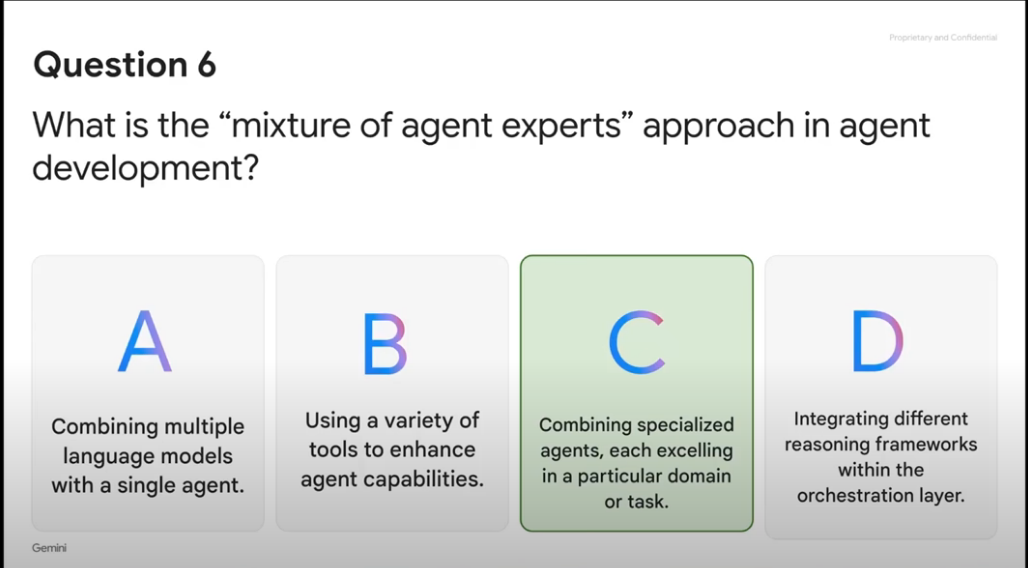 Proprietary and Confidential
Question 6
What is the “mixture of agent experts” approach in agent
development?
A
Combining multiple
language models
with a single agent.
B
Using a variety of
tools to enhance
agent capabilities.
C
Combining specialized
agents, each excelling
in a particular domain
or task.
D
Integrating different
reasoning frameworks
within the
orchestration layer.
Gemini